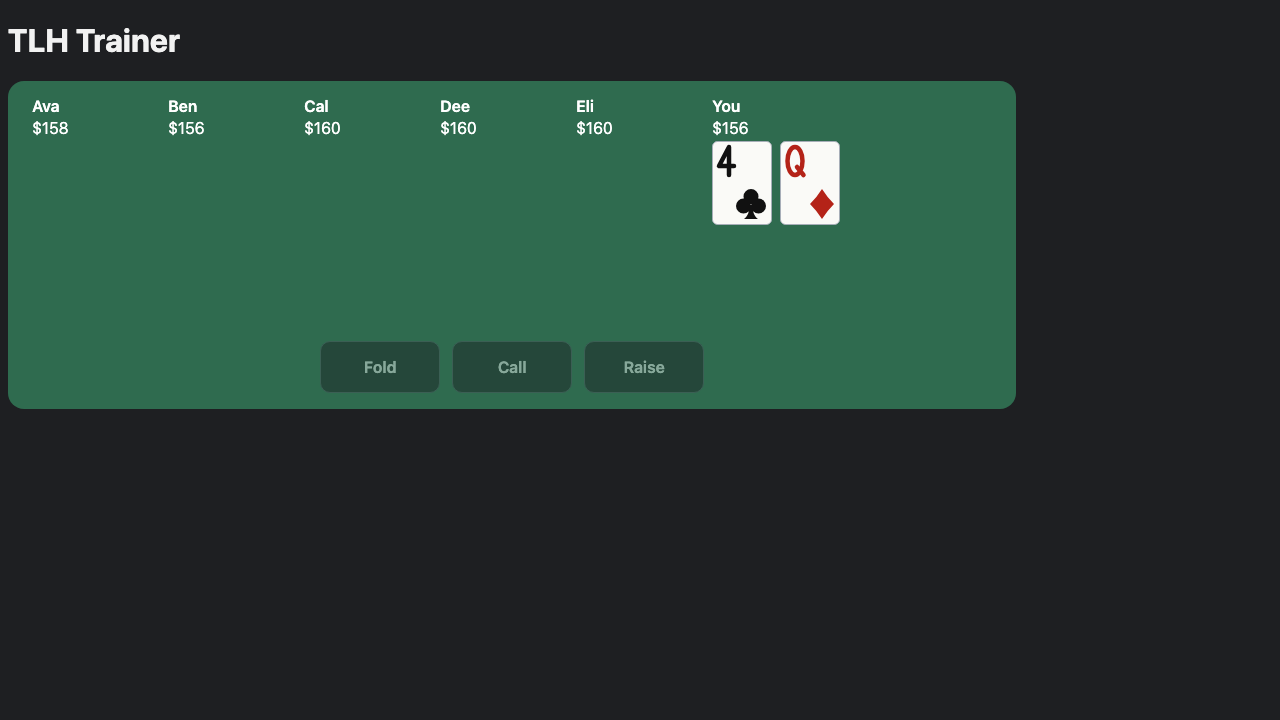 TLH Trainer
Ava Ben Cal Dee Eli You
$158 $156 $160 $160 $160 $156
4 Q
Fold Call Raise